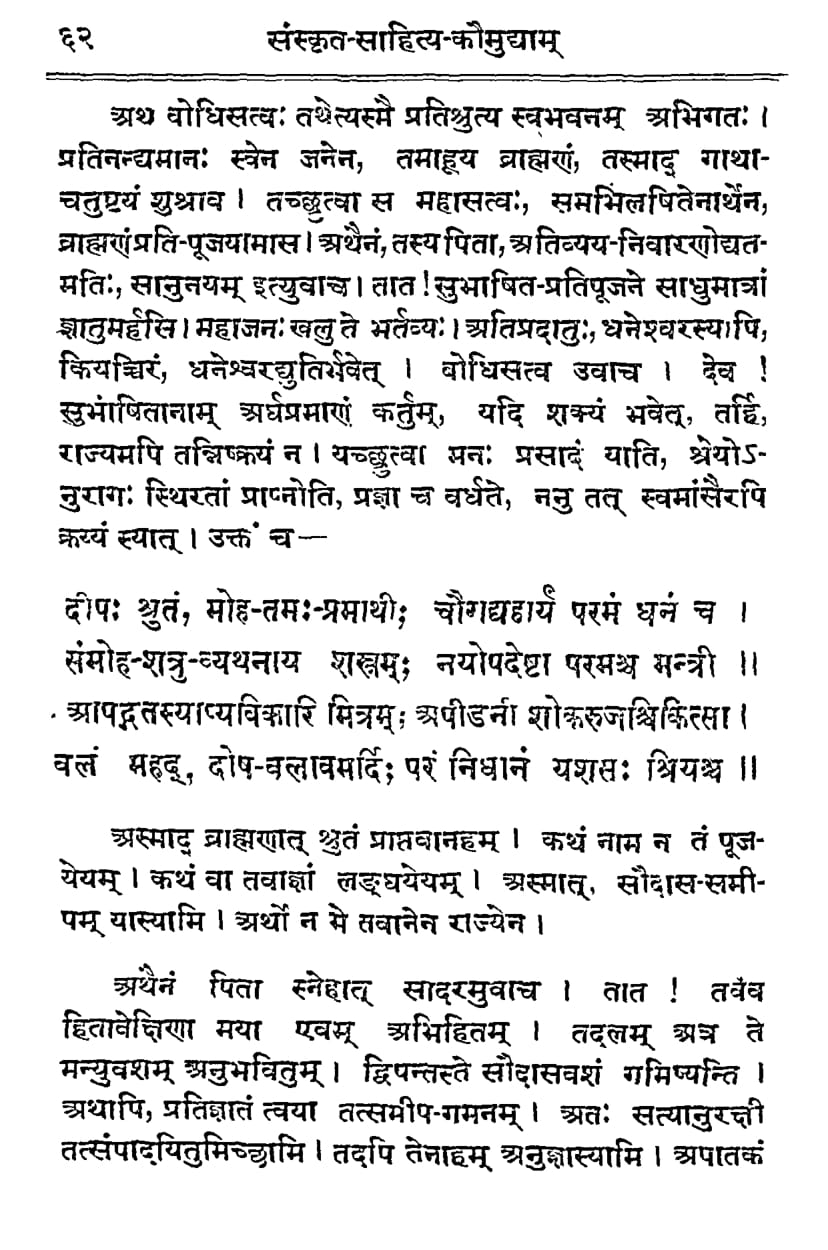 ६२ संस्कृत-साहित्य-कौमुद्याम्
अथ वोधिसत्वः तथेत्यस्मै प्रतिश्रुत्य स्वभवनम् अभिगतः ।
प्रतिनन्द्यमानः स्वेन जनेन, तमाहूय व्राह्मणं, तस्माद् गाथा-
चतुष्टयं शुश्राव । तच्छ्रुत्वा स महासत्वः, समभिलषितेनार्थेन,
व्राह्मणंप्रति-पूजयामास । अथैनं, तस्य पिता, अतिव्यय-निवारणोद्यत-
मतिः, सानुनयम् इत्युवाच । तात ! सुभाषित-प्रतिपूजने साधुमात्रां
ज्ञातुमर्हसि । महाजनः खलु ते भर्तव्यः । अतिप्रदातुः, धनेश्वरस्यापि,
कियच्चिरं, धनेश्वरद्युतिर्भवेत् । वोधिसत्व उवाच । देव !
सुभाषितानाम् अर्घप्रमाणं कर्तुम्, यदि शक्यं भवेत्, तर्हि,
राज्यमपि तन्निष्क्रयं न । यच्छ्रुत्वा मनः प्रसादं याति, श्रेयोऽ-
नुरागः स्थिरतां प्राप्नोति, प्रज्ञा च वर्धते, ननु तत् स्वमांसैरपि
क्रय्यं स्यात् । उक्तं च—
दीपः श्रुतं, मोह-तमः-प्रमाथी; चौराद्यहार्यं परमं धनं च ।
संमोह-शत्रु-व्यथनाय शस्त्रम्; नयोपदेष्टा परमश्च मन्त्री ॥
आपद्गतस्याप्यविकारि मित्रम्; अपीडनी शोकरुजश्चिकित्सा ।
वलं महद्, दोष-वलावमर्दि; परं निधानं यशसः श्रियश्च ॥
अस्माद् व्राह्मणात् श्रुतं प्राप्तवानहम् । कथं नाम न तं पूज-
येयम् । कथं वा तवाज्ञां लङ्घयेयम् । अस्मात्, सौदास-समी-
पम् यास्यामि । अर्थो न मे तवानेन राज्येन ।
अथैनं पिता स्नेहात् सादरमुवाच । तात ! तवैव
हितावेक्षिणा मया एवम् अभिहितम् । तदलम् अत्र ते
मन्युवशम् अनुभवितुम् । द्विषन्तस्ते सौदासवशं गमिष्यन्ति ।
अथापि, प्रतिज्ञातं त्वया तत्समीप-गमनम् । अतः सत्यानुरक्षी
तत्संपादयितुमिच्छामि । तदपि तेनाहम् अनुज्ञास्यामि । अपातकं